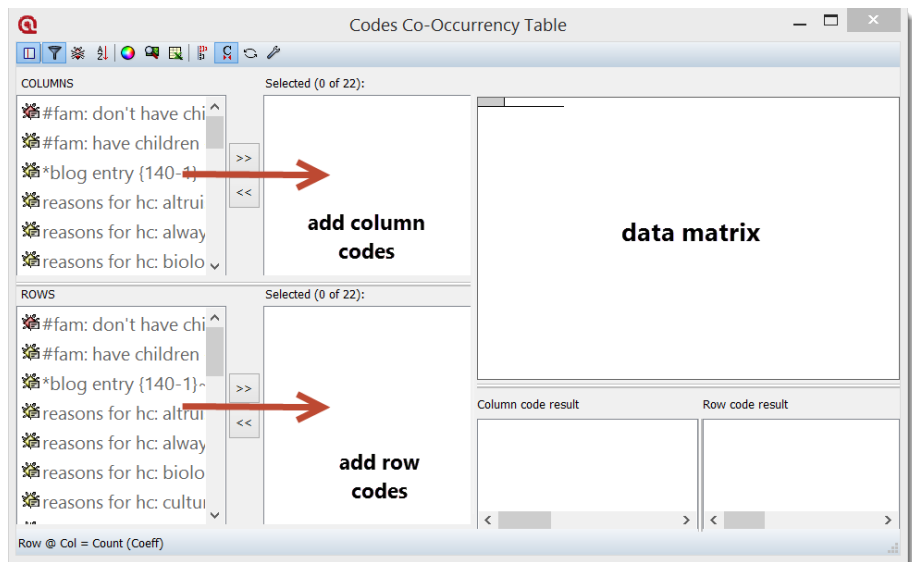 Codes Co-Occurrency Table
COLUMNS
Selected (0 of 22):
#fam: don't have chi
#fam: have children
*blog entry {140-1}
reasons for hc: altrui
reasons for hc: alway
reasons for hc: biolo
>>
<<
add column
codes
data matrix
ROWS
Selected (0 of 22):
#fam: don't have chi
#fam: have children
*blog entry {140-1}~
reasons for hc: altrui
reasons for hc: alway
reasons for hc: biolo
reasons for hc: cultur
>>
<<
add row
codes
Column code result
Row code result
Row @ Col = Count (Coeff)